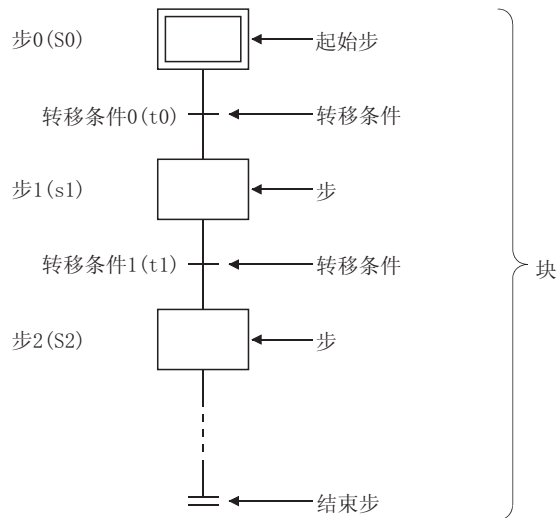 步0(S0)
起始步
转移条件0(t0)
转移条件
步1(s1)
步
转移条件1(t1)
转移条件
块
步2(S2)
步
结束步